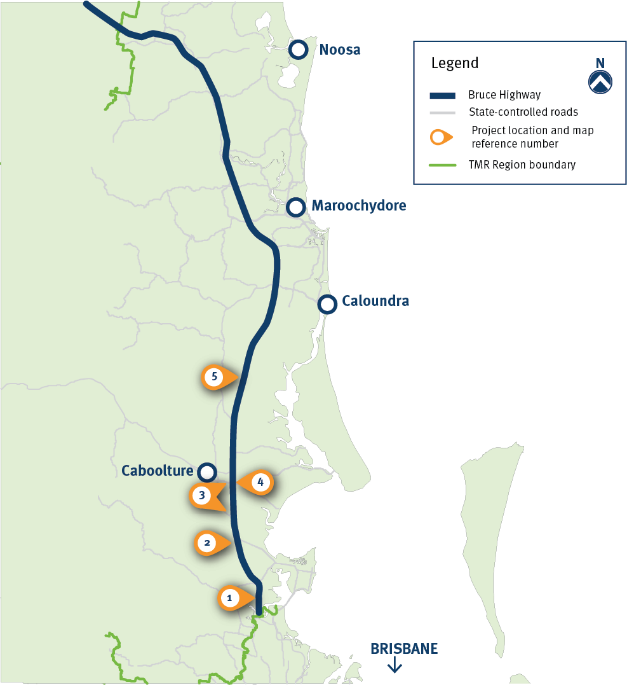 Noosa
Legend
N
Bruce Highway
State-controlled roads
Project location and map
reference number
TMR Region boundary
Maroochydore
Caloundra
5
Caboolture
4
3
2
1
BRISBANE